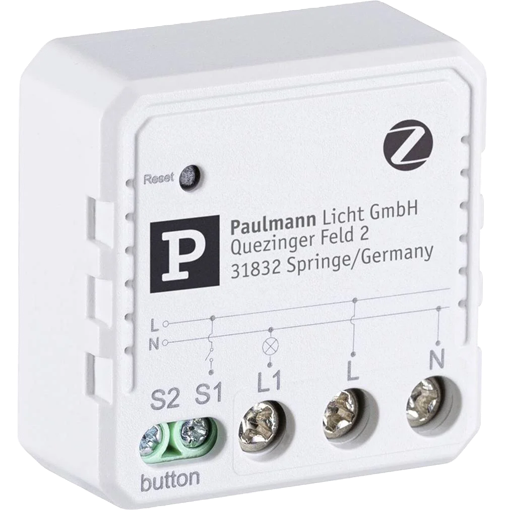 Reset
P
Paulmann Licht GmbH
Quezinger Feld 2
31832 Springe/Germany
L
N
S2 S1 L1 L N
button